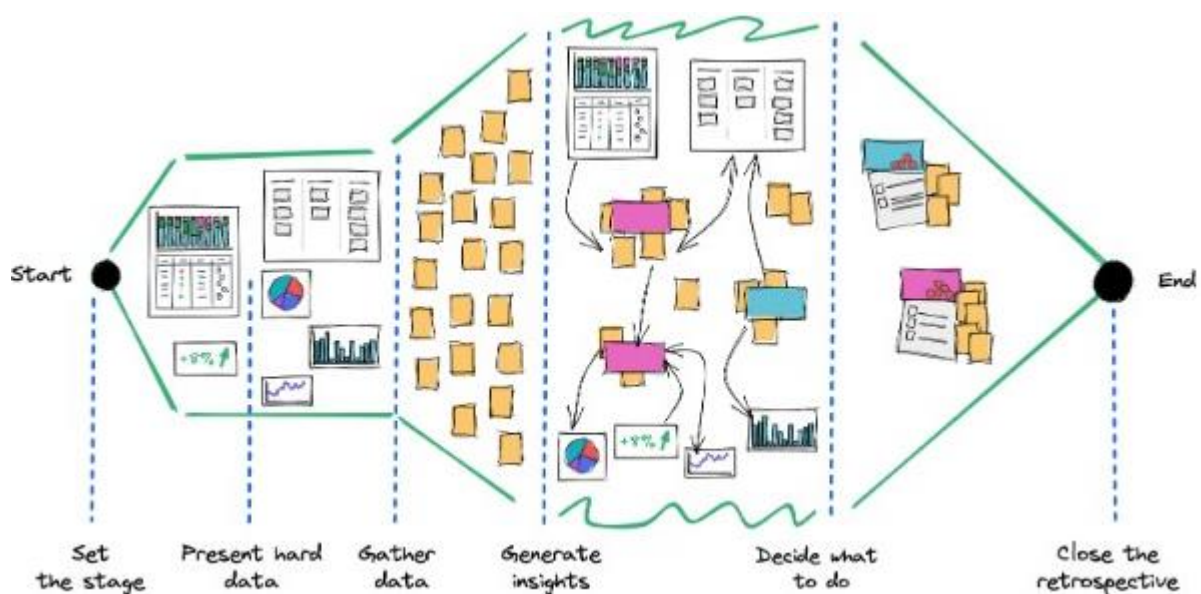 Start
+8%
+8%
End
Set
the stage
Present hard
data
Gather
data
Generate
insights
Decide what
to do
Close the
retrospective